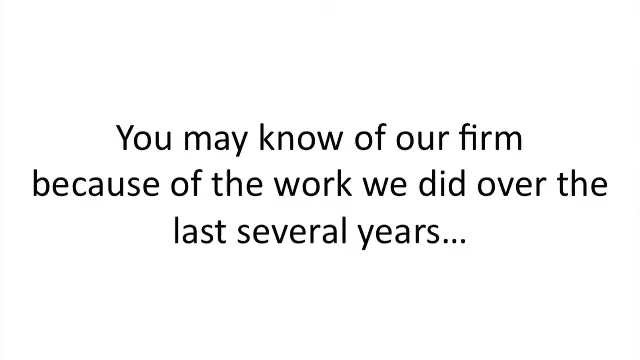 You may know of our firm
because of the work we did over the
last several years...